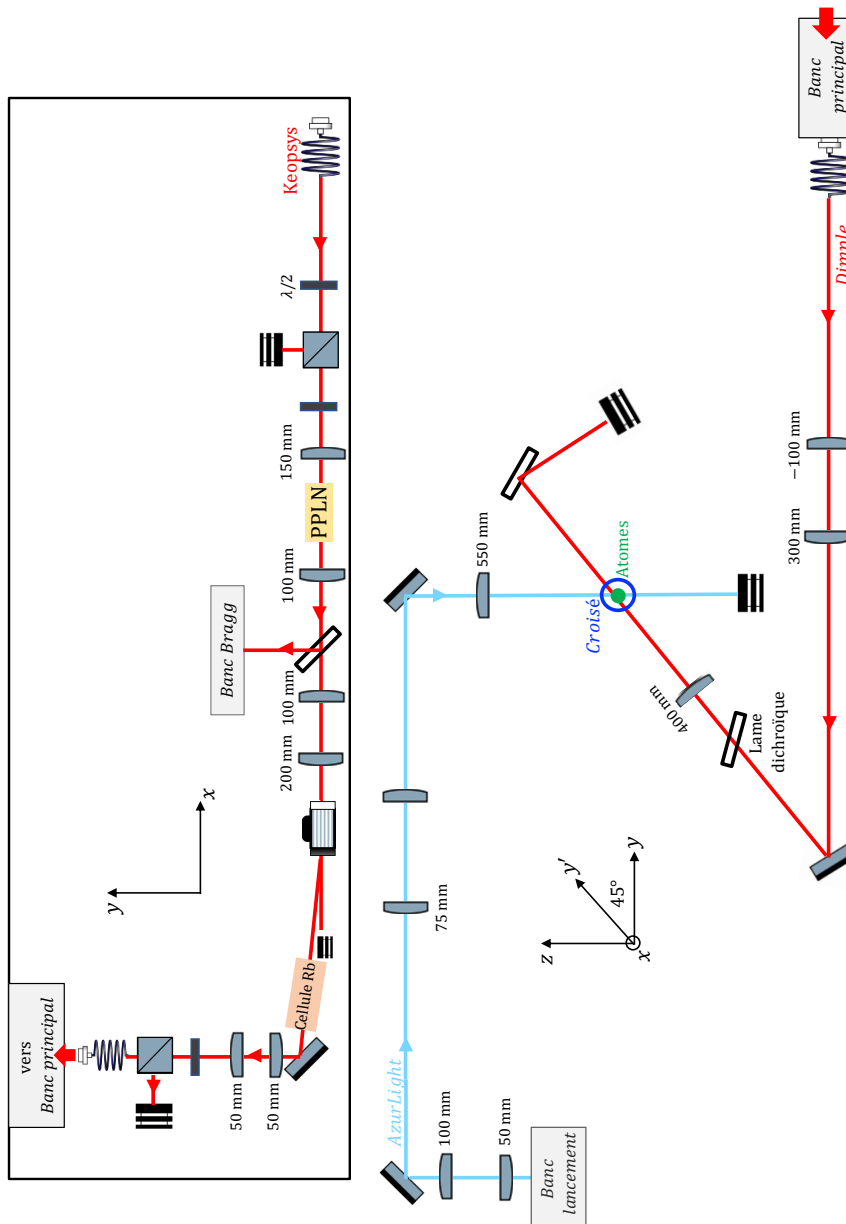 Banc
principal
Keopsys
λ/2
150 mm
PPLN
100 mm
Banc Bragg
100 mm
200 mm
y
x
Cellule Rb
vers
Banc principal
50 mm
50 mm
Dimple
−100 mm
300 mm
550 mm
Croisé
Atomes
400 mm
Lame
dichroïque
75 mm
z
y'
45°
y
x
AzurLight
100 mm
50 mm
Banc
lancement